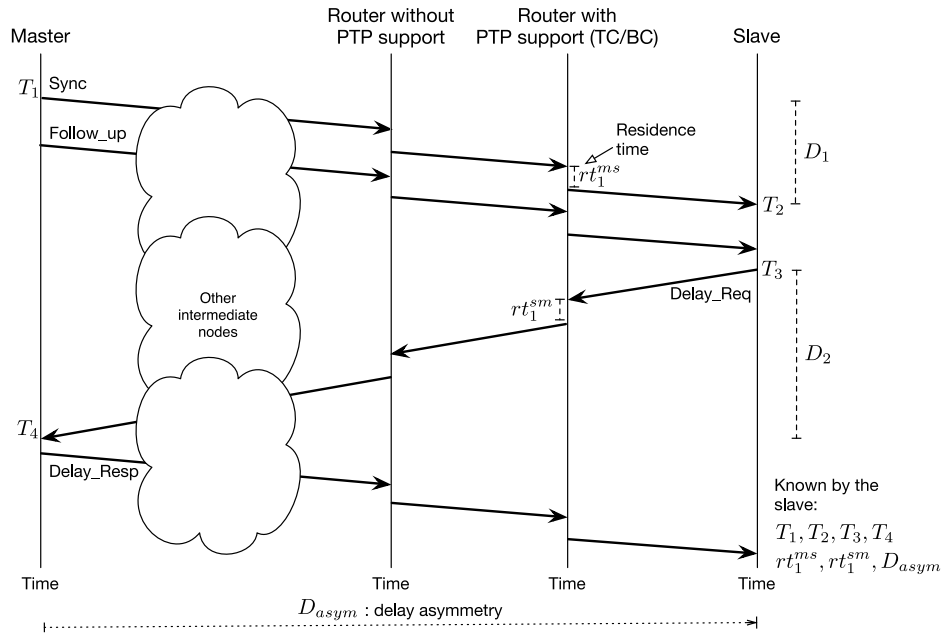 Master
Router without
PTP support
Router with
PTP support (TC/BC)
Slave
T₁
Sync
Follow_up
Residence
time
rt₁ᵐˢ
D₁
T₂
T₃
Delay_Req
rt₁ˢᵐ
Other
intermediate
nodes
D₂
T₄
Delay_Resp
Known by the
slave:
T₁, T₂, T₃, T₄
rt₁ᵐˢ, rt₁ˢᵐ, D_asym
Time
Time
Time
Time
D_asym : delay asymmetry